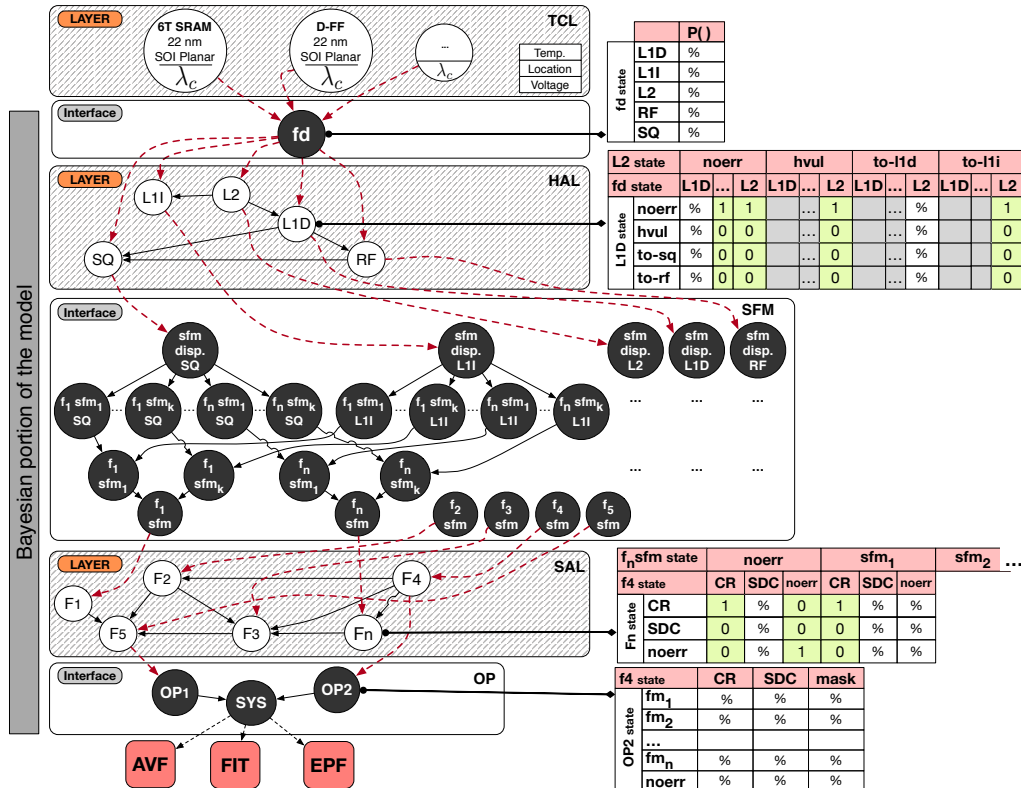 LAYER
TCL
6T SRAM
22 nm
SOI Planar
λc
D-FF
22 nm
SOI Planar
λc
...
λc
Temp.
Location
Voltage
P( )
fd state
L1D %
L1I %
L2 %
RF %
SQ %
Bayesian portion of the model
Interface
fd
LAYER
HAL
L1I
L2
L1D
SQ
RF
L2 state noerr hvul to-l1d to-l1i
fd state L1D ... L2 L1D ... L2 L1D ... L2 L1D ... L2
L1D state
noerr % 1 1 ... 1 ... % 1
hvul % 0 0 ... 0 ... % 0
to-sq % 0 0 ... 0 ... % 0
to-rf % 0 0 ... 0 ... % 0
Interface
SFM
sfm disp. SQ
sfm disp. L1I
sfm disp. L2
sfm disp. L1D
sfm disp. RF
f1 sfm1 SQ
...
f1 sfmk SQ
...
fn sfm1 SQ
...
fn sfmk SQ
f1 sfm1 L1I
...
f1 sfmk L1I
...
fn sfm1 L1I
...
fn sfmk L1I
... ... ...
f1 sfm1
f1 sfmk
fn sfm1
fn sfmk
... ... ...
f1 sfm
fn sfm
f2 sfm
f3 sfm
f4 sfm
f5 sfm
LAYER
SAL
F1
F2
F4
F5
F3
Fn
fnsfm state noerr sfm1 sfm2 ...
f4 state CR SDC noerr CR SDC noerr
Fn state
CR 1 % 0 1 % %
SDC 0 % 0 0 % %
noerr 0 % 1 0 % %
Interface
OP
OP1
SYS
OP2
f4 state CR SDC mask
OP2 state
fm1 % % %
fm2 % % %
...
fmn % % %
noerr % % %
AVF
FIT
EPF